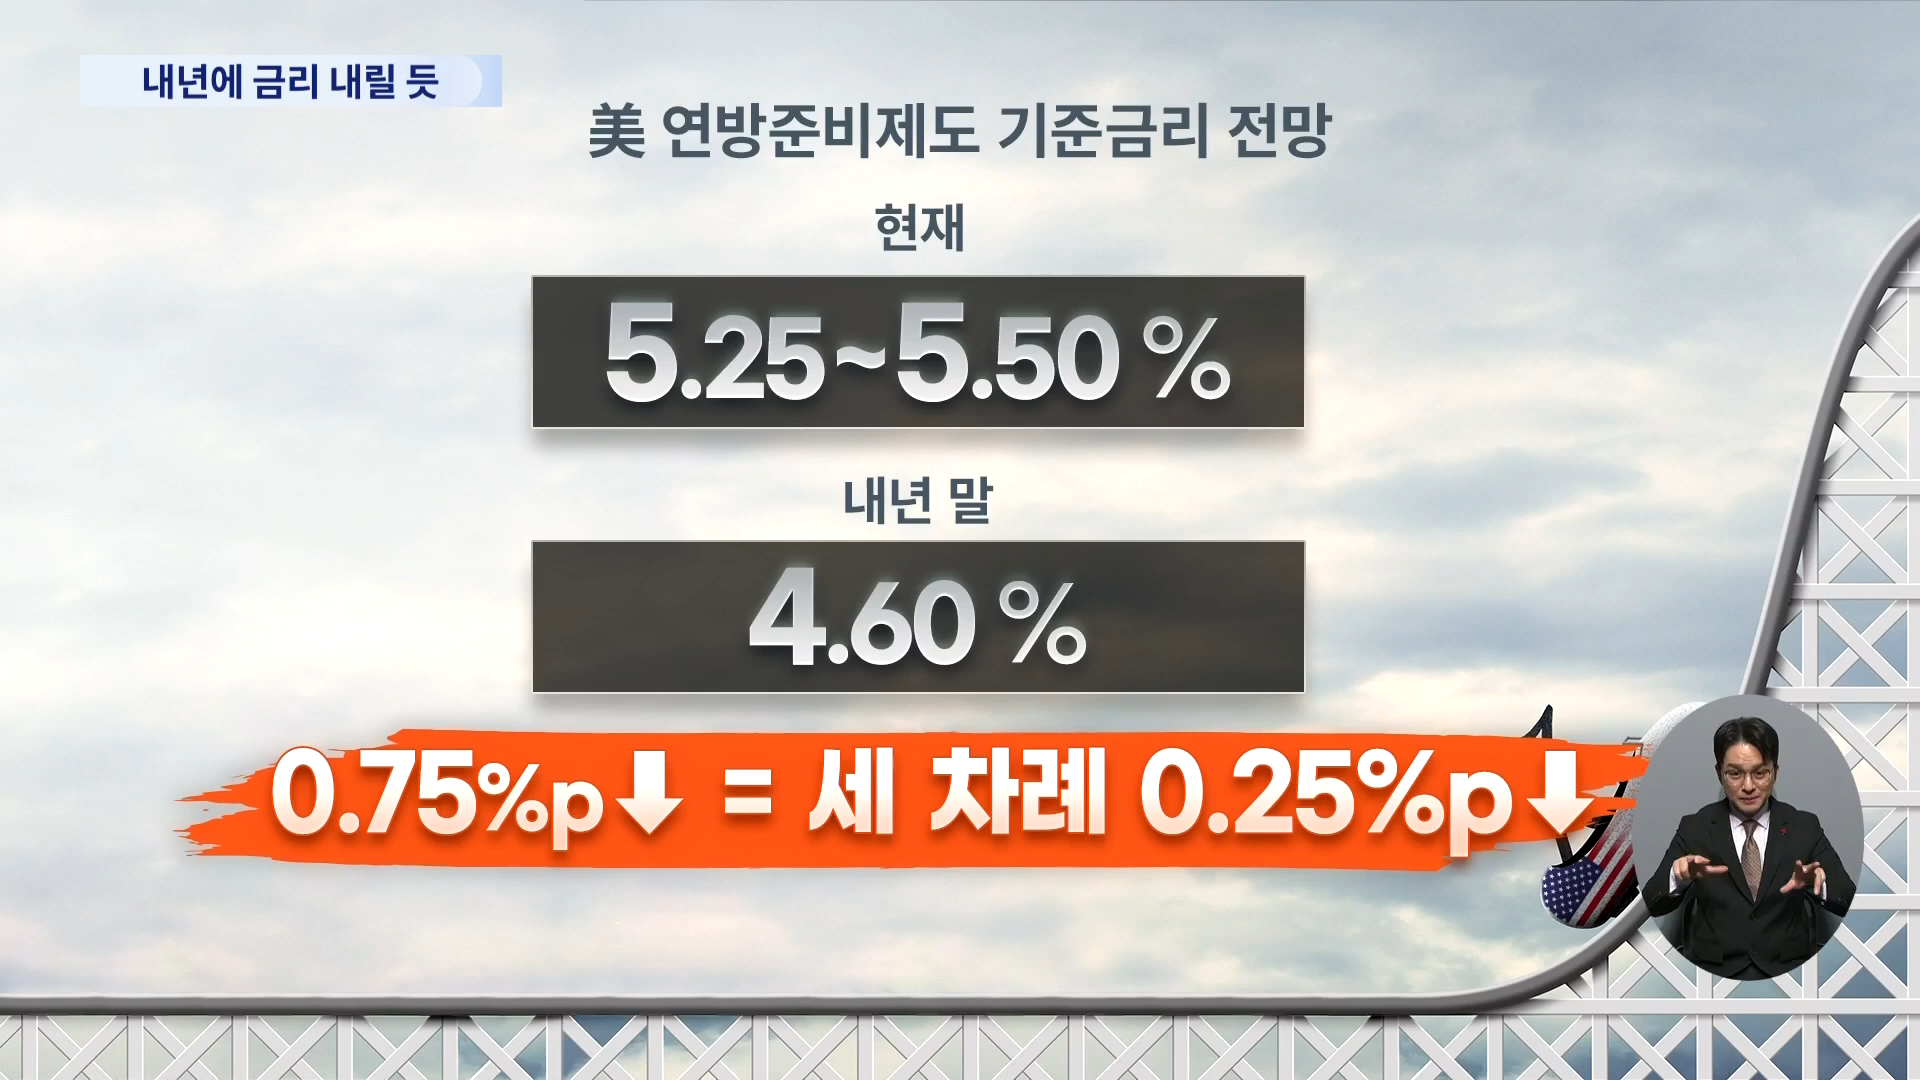 내년에 금리 내릴 듯
美 연방준비제도 기준금리 전망
현재
5.25~5.50 %
내년 말
4.60 %
0.75%p⬇ = 세 차례 0.25%p⬇